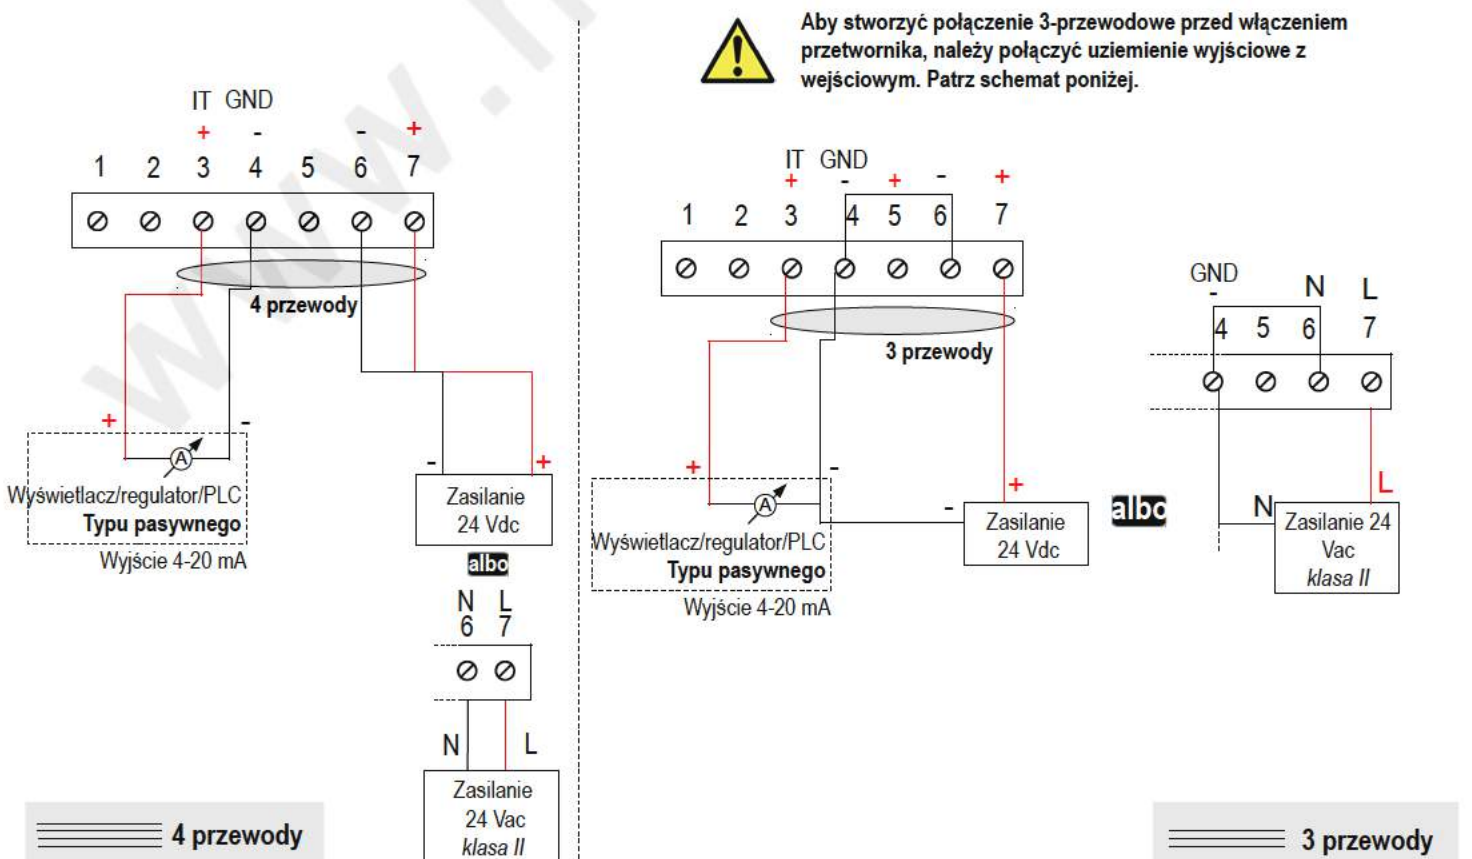 www.
IT GND
+ - - +
1 2 3 4 5 6 7
4 przewody
+ -
A
Wyświetlacz/regulator/PLC
Typu pasywnego
Wyjście 4-20 mA
- +
Zasilanie
24 Vdc
albo
N L
6 7
N L
Zasilanie
24 Vac
klasa II
4 przewody
Aby stworzyć połączenie 3-przewodowe przed włączeniem
przetwornika, należy połączyć uziemienie wyjściowe z
wejściowym. Patrz schemat poniżej.
IT GND
+ - + - +
1 2 3 4 5 6 7
3 przewody
+ -
A
Wyświetlacz/regulator/PLC
Typu pasywnego
Wyjście 4-20 mA
- +
Zasilanie
24 Vdc
albo
GND
- N L
4 5 6 7
N L
Zasilanie 24
Vac
klasa II
3 przewody